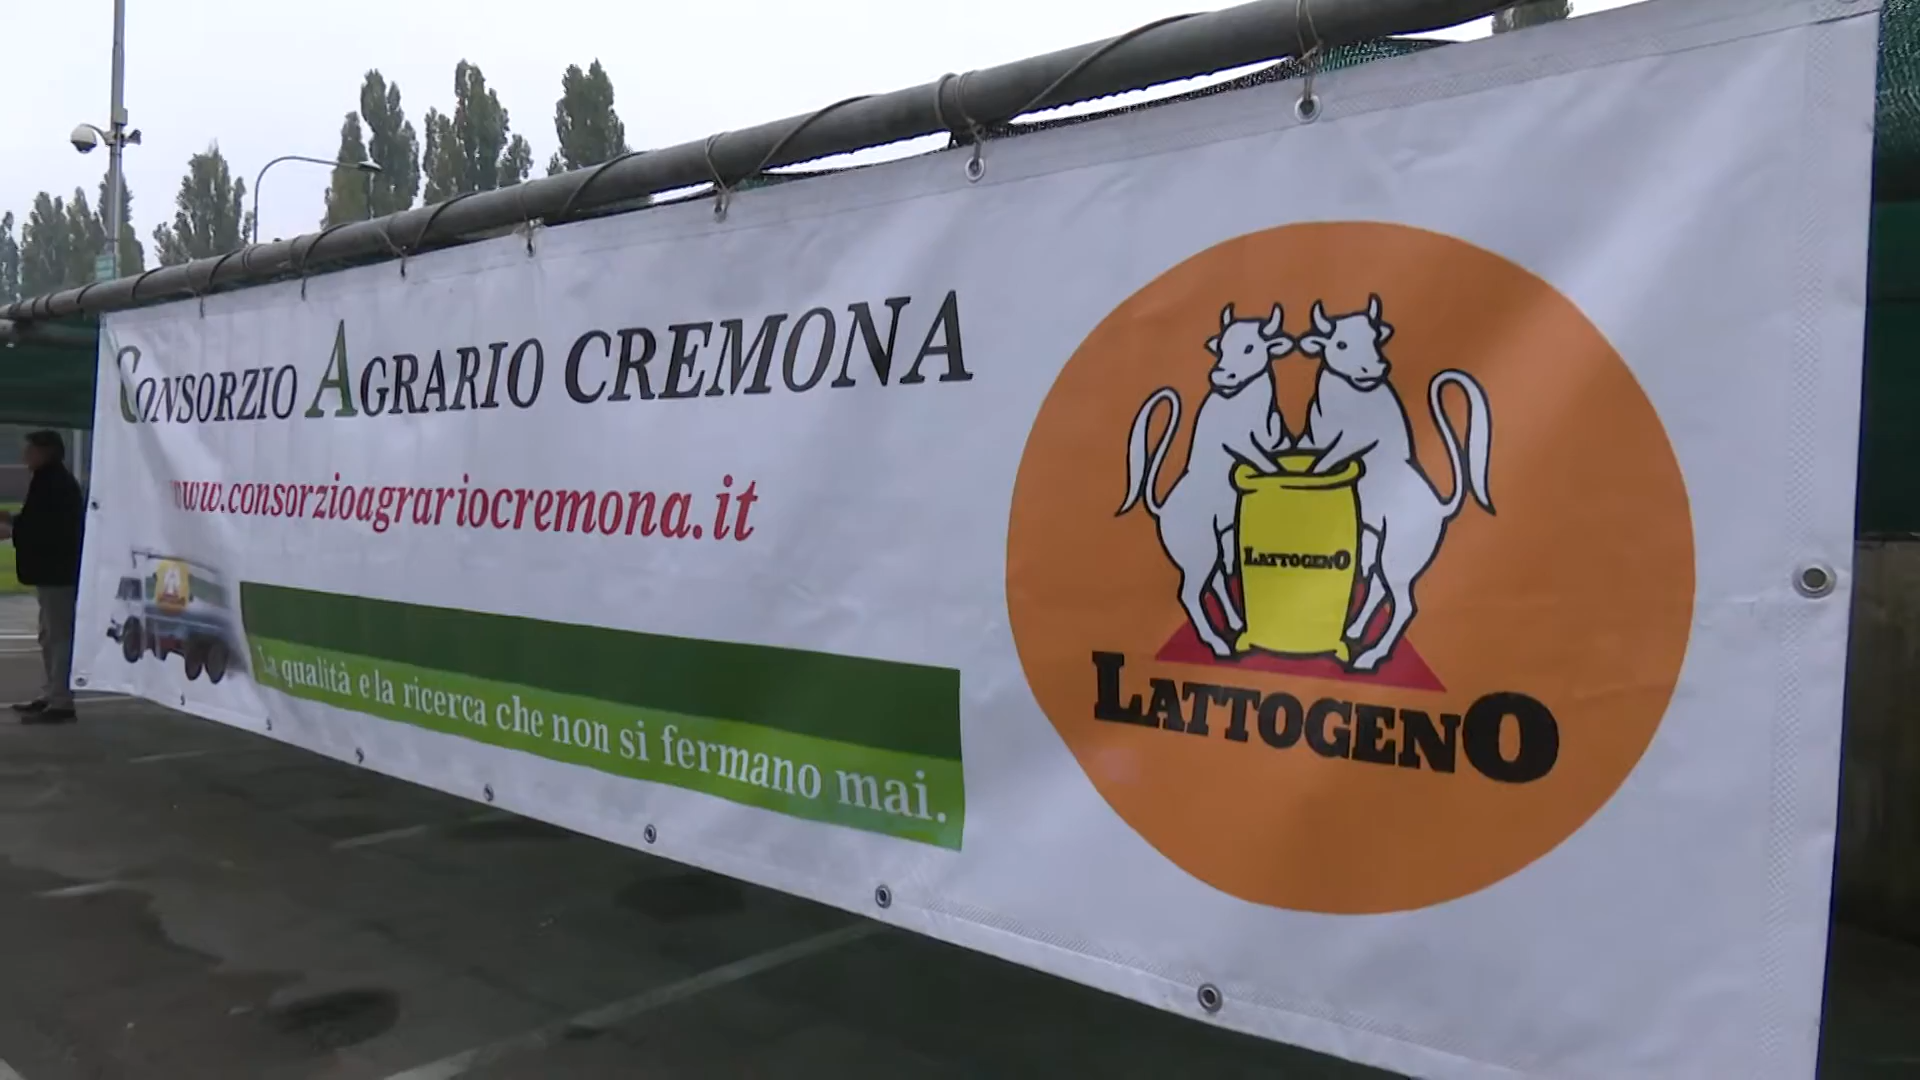 CONSORZIO AGRARIO CREMONA
www.consorzioagrariocremona.it
La qualità e la ricerca che non si fermano mai.
LATTOGENO
LATTOGENO